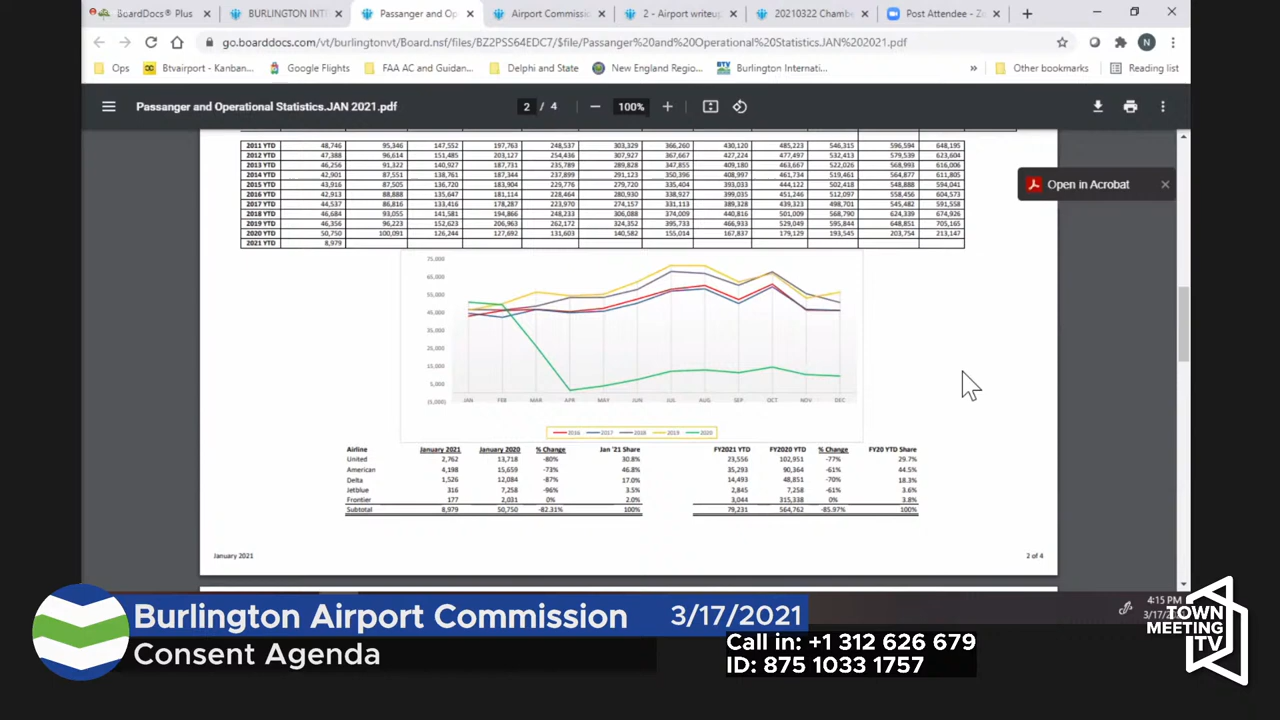 BoardDocs® Plus
BURLINGTON INT
Passanger and Op
Airport Commissi
2 - Airport writeu
20210322 Chamb
Post Attendee - Z
go.boarddocs.com/vt/burlingtonvt/Board.nsf/files/BZ2PSS64EDC7/$file/Passanger%20and%20Operational%20Statistics.JAN%202021.pdf
N
Ops
Btvairport - Kanban...
Google Flights
FAA AC and Guidan...
Delphi and State
New England Regio...
Burlington Internati...
»
Other bookmarks
Reading list
Passanger and Operational Statistics.JAN 2021.pdf
2 / 4
100%
Open in Acrobat
2011 YTD 48,746 95,346 147,552 197,763 248,537 303,329 366,260 430,120 485,223 546,315 596,594 648,195
2012 YTD 47,388 96,614 151,485 203,127 254,436 307,927 367,667 427,224 477,497 532,413 579,539 623,604
2013 YTD 46,256 91,322 140,927 187,731 235,789 289,828 347,855 409,180 463,662 522,026 568,993 616,006
2014 YTD 42,901 87,551 138,761 187,344 237,899 291,123 350,396 408,997 461,734 519,461 564,877 611,805
2015 YTD 43,916 87,505 136,720 183,904 229,776 279,720 335,404 393,033 444,122 502,418 548,888 594,041
2016 YTD 42,913 88,888 135,647 181,114 228,464 280,930 338,927 399,039 451,246 512,097 558,456 604,573
2017 YTD 44,537 86,816 133,416 178,287 223,970 274,157 331,113 389,328 439,323 498,701 545,482 591,558
2018 YTD 46,684 93,055 141,581 194,866 248,233 306,088 374,009 440,816 501,009 568,790 624,339 674,926
2019 YTD 46,356 96,223 152,623 206,963 262,172 324,352 395,733 466,933 529,049 595,844 648,851 705,165
2020 YTD 50,750 100,091 126,244 127,692 131,603 140,582 155,014 167,837 179,129 193,545 203,754 213,147
2021 YTD 8,979
75,000
65,000
55,000
45,000
35,000
25,000
15,000
5,000
(5,000)
JAN FEB MAR APR MAY JUN JUL AUG SEP OCT NOV DEC
2016 2017 2018 2019 2020
Airline January 2021 January 2020 % Change Jan '21 Share FY2021 YTD FY2020 YTD % Change FY20 YTD Share
United 2,762 13,718 -80% 30.8% 23,556 102,951 -77% 29.7%
American 4,198 15,659 -73% 46.8% 35,293 90,364 -61% 44.5%
Delta 1,526 12,084 -87% 17.0% 14,493 48,851 -70% 18.3%
Jetblue 316 7,258 -96% 3.5% 2,845 7,258 -61% 3.6%
Frontier 177 2,031 0% 2.0% 3,044 315,338 0% 3.8%
Subtotal 8,979 50,750 -82.31% 100% 79,231 564,762 -85.97% 100%
January 2021
2 of 4
4:15 PM
Burlington Airport Commission 3/17/2021
Consent Agenda
Call in: +1 312 626 679
ID: 875 1033 1757
TOWN
MEETING
TV